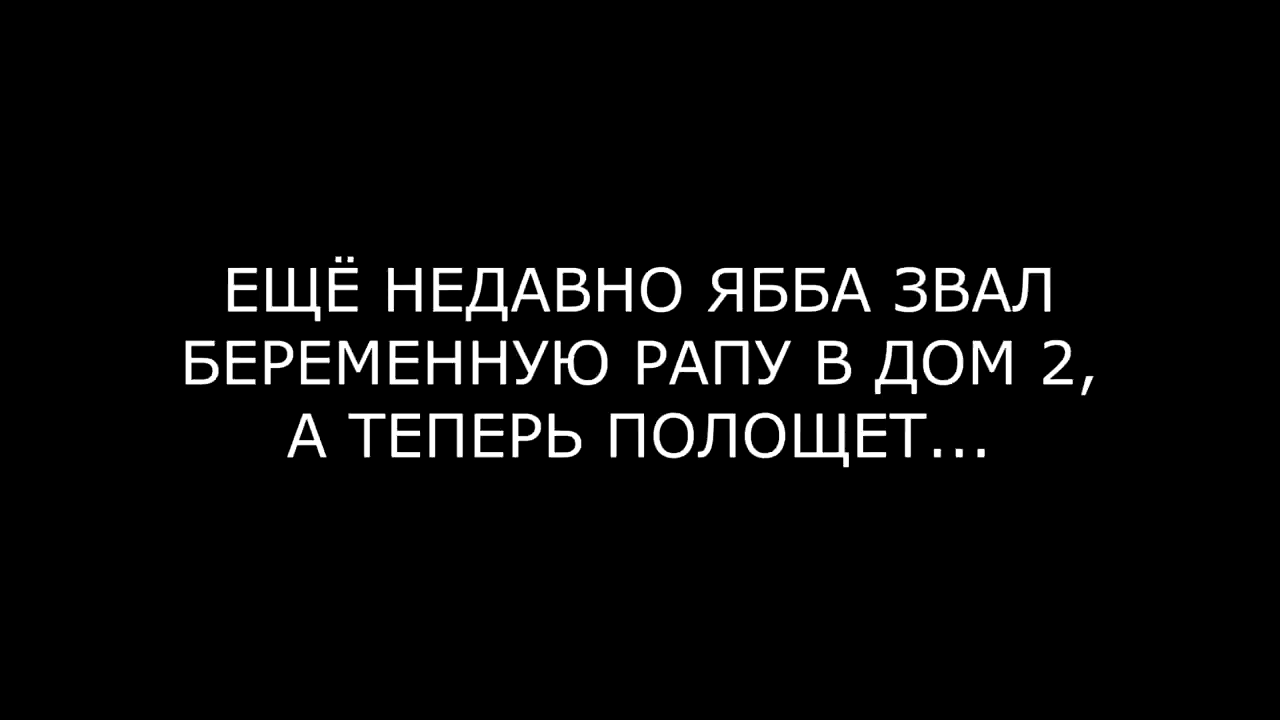 ЕЩЁ НЕДАВНО ЯББА ЗВАЛ
БЕРЕМЕННУЮ РАПУ В ДОМ 2,
А ТЕПЕРЬ ПОЛОЩЕТ...